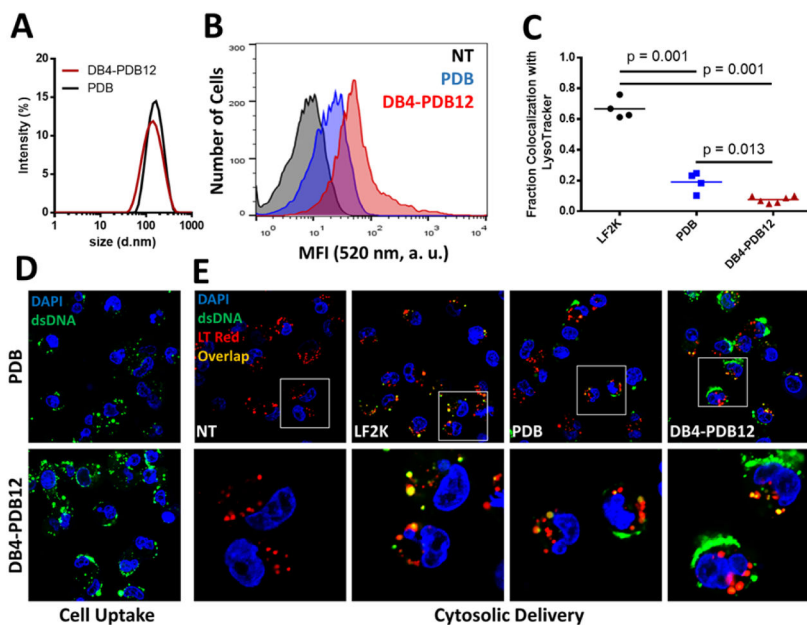 A
DB4-PDB12
PDB
Intensity (%)
20
15
10
5
0
1 10 100 1000
size (d.nm)
B
NT
PDB
DB4-PDB12
Number of Cells
300
200
100
0
10^0 10^1 10^2 10^3 10^4
MFI (520 nm, a. u.)
C
Fraction Colocalization with
LysoTracker
1.0
0.8
0.6
0.4
0.2
0.0
p = 0.001
p = 0.001
p = 0.013
LF2K
PDB
DB4-PDB12
D
DAPI
dsDNA
PDB
DB4-PDB12
Cell Uptake
E
DAPI
dsDNA
LT Red
Overlap
NT
LF2K
PDB
DB4-PDB12
Cytosolic Delivery